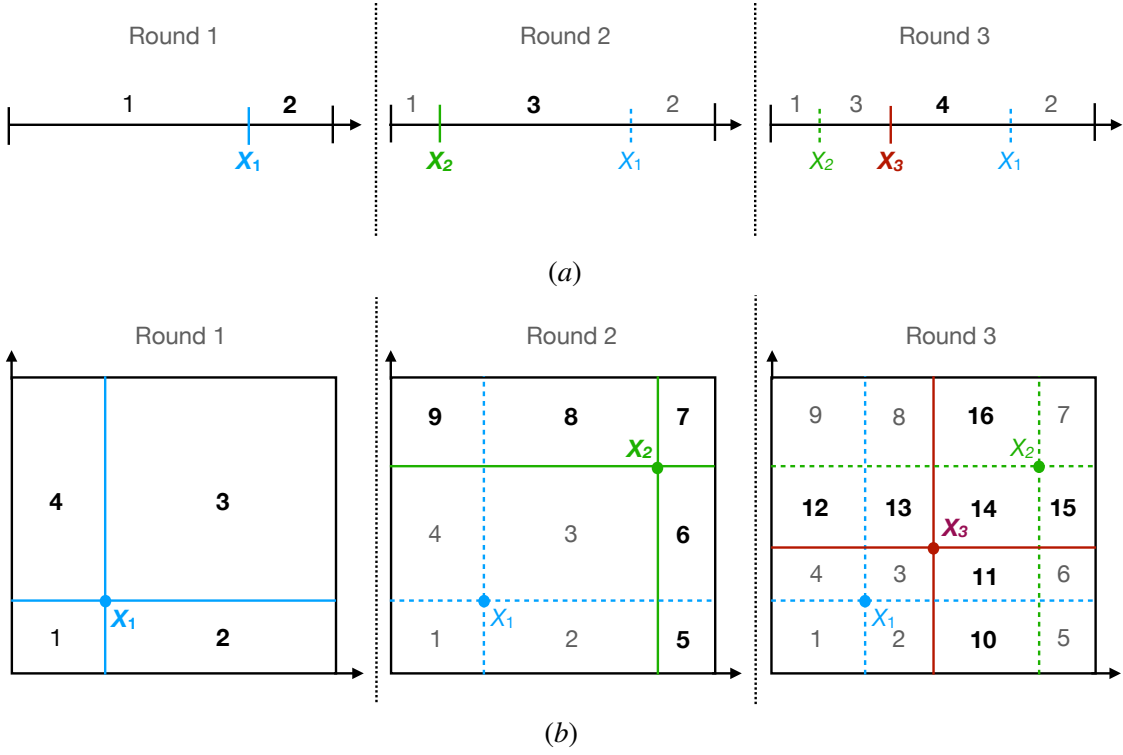 Round 1
Round 2
Round 3
1 2
1 3 2
1 3 4 2
X₁
X₂ X₁
X₂ X₃ X₁
(a)
Round 1
Round 2
Round 3
4 3
X₁
1 2
9 8 7
X₂
4 3 6
X₁
1 2 5
9 8 16 7
X₂
12 13 14 15
X₃
4 3 11 6
X₁
1 2 10 5
(b)